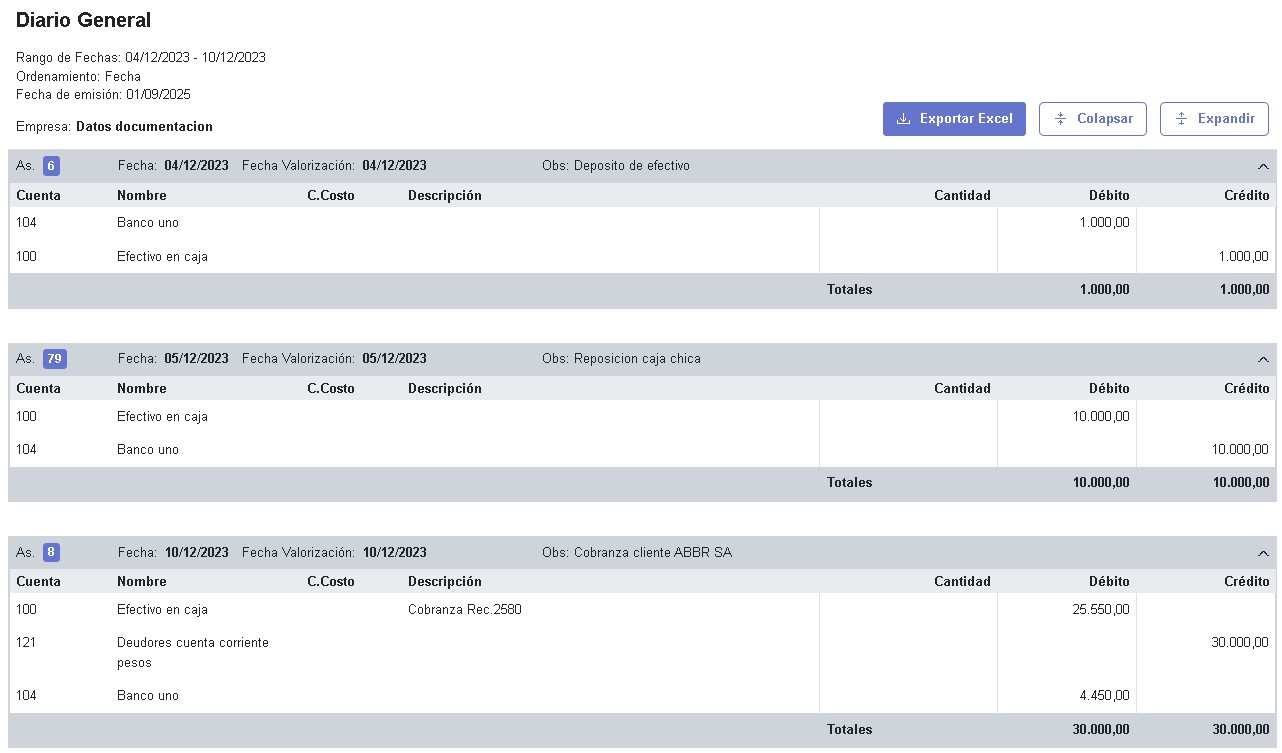 Diario General
Rango de Fechas: 04/12/2023 - 10/12/2023
Ordenamiento: Fecha
Fecha de emisión: 01/09/2025
Empresa: Datos documentacion
Exportar Excel Colapsar Expandir
As. 6 Fecha: 04/12/2023 Fecha Valorización: 04/12/2023 Obs: Deposito de efectivo
Cuenta Nombre C.Costo Descripción Cantidad Débito Crédito
104 Banco uno 1.000,00
100 Efectivo en caja 1.000,00
Totales 1.000,00 1.000,00
As. 79 Fecha: 05/12/2023 Fecha Valorización: 05/12/2023 Obs: Reposicion caja chica
Cuenta Nombre C.Costo Descripción Cantidad Débito Crédito
100 Efectivo en caja 10.000,00
104 Banco uno 10.000,00
Totales 10.000,00 10.000,00
As. 8 Fecha: 10/12/2023 Fecha Valorización: 10/12/2023 Obs: Cobranza cliente ABBR SA
Cuenta Nombre C.Costo Descripción Cantidad Débito Crédito
100 Efectivo en caja Cobranza Rec.2580 25.550,00
121 Deudores cuenta corriente 30.000,00
pesos
104 Banco uno 4.450,00
Totales 30.000,00 30.000,00